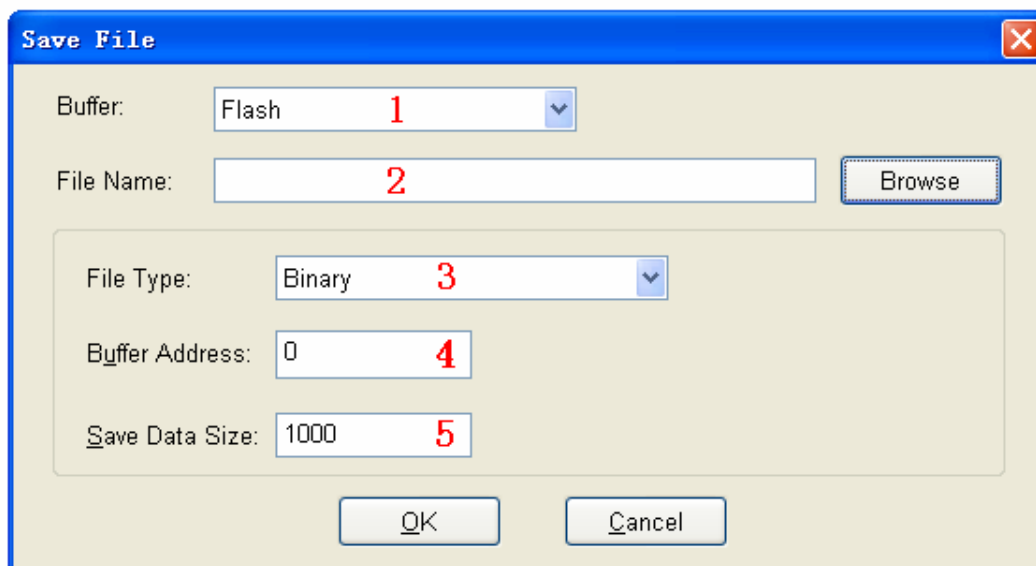 Save File
Buffer: Flash 1
File Name: 2 Browse
File Type: Binary 3
Buffer Address: 0 4
Save Data Size: 1000 5
OK Cancel